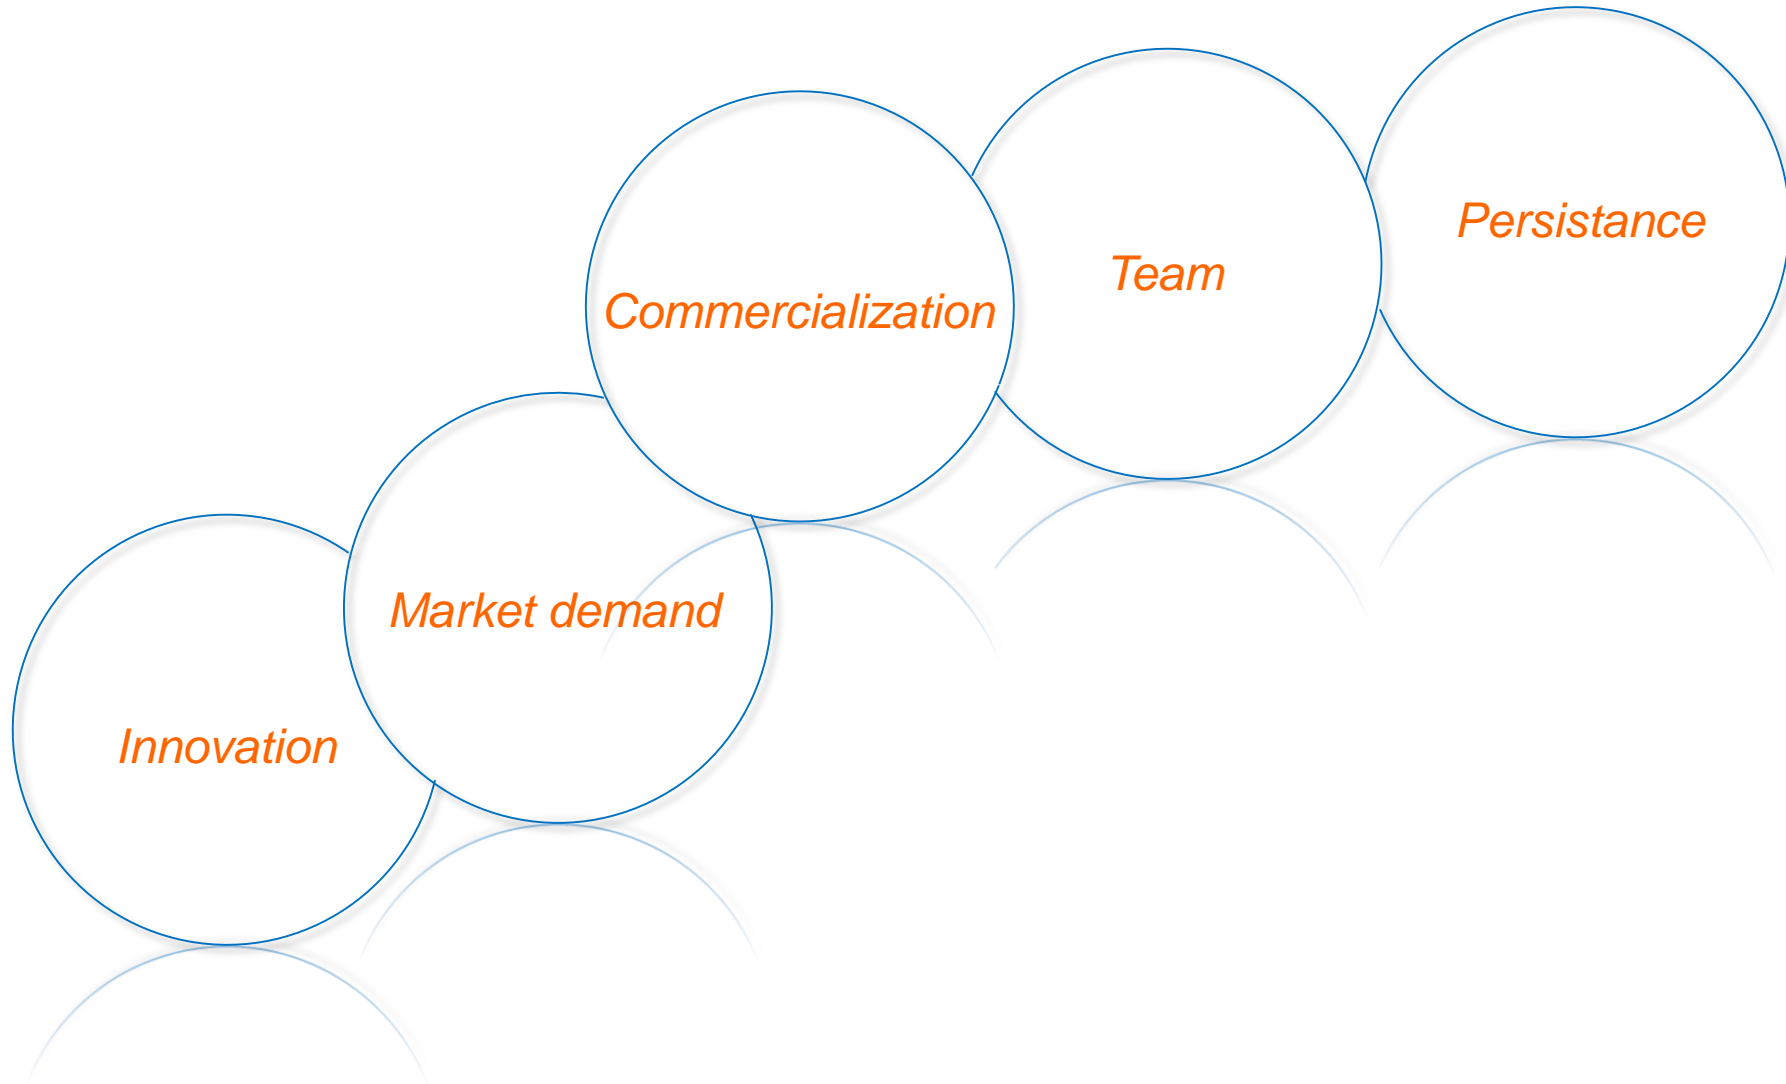 Innovation
Market demand
Commercialization
Team
Persistance